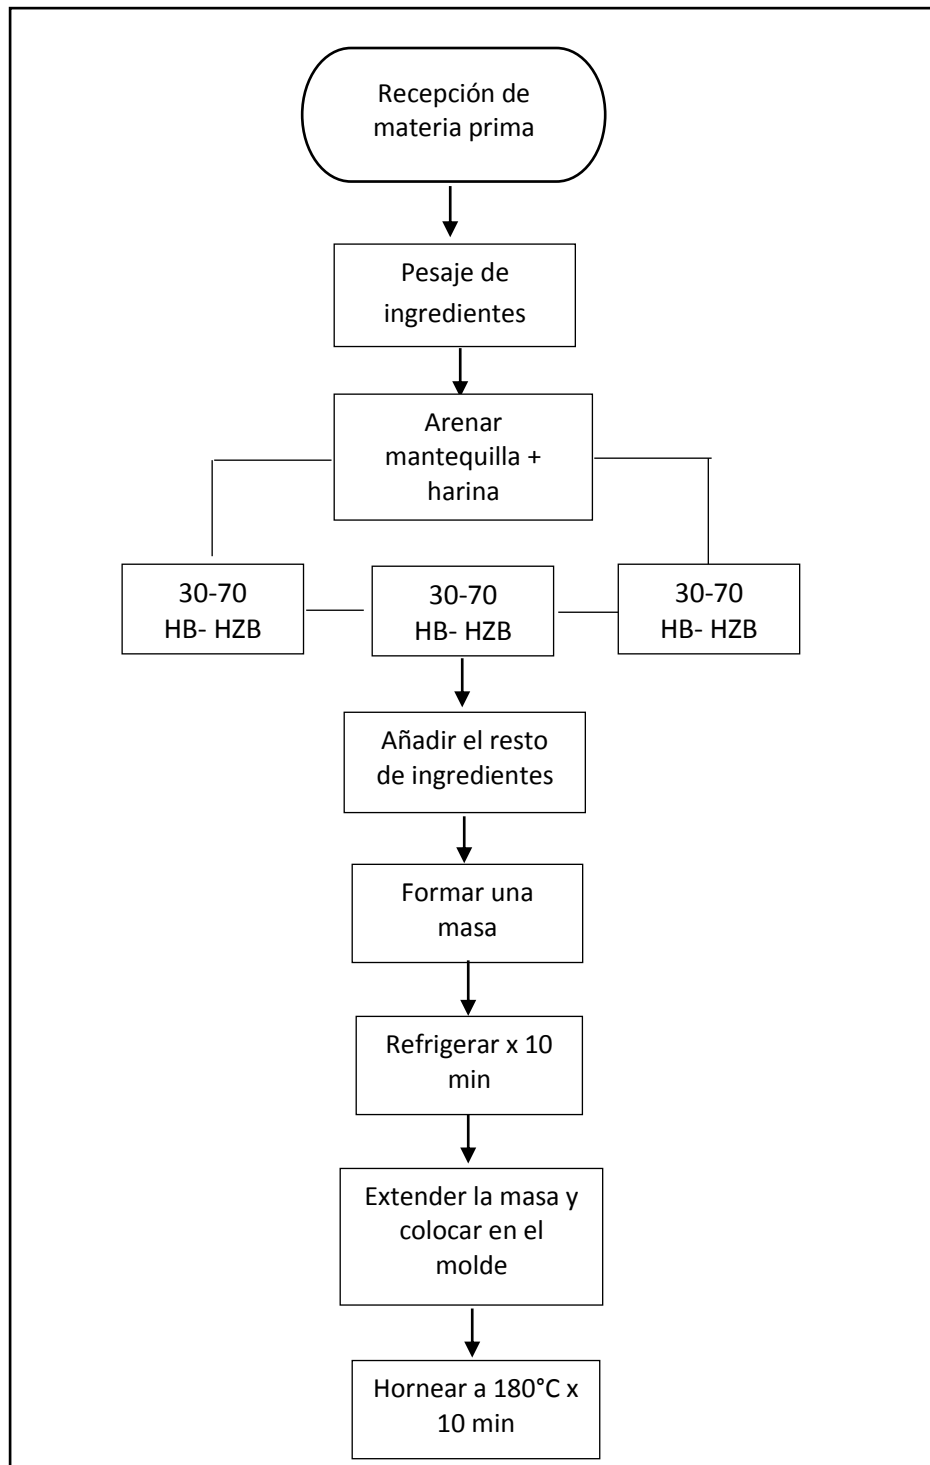 Recepción de
materia prima
Pesaje de
ingredientes
Arenar
mantequilla +
harina
30-70
HB- HZB
30-70
HB- HZB
30-70
HB- HZB
Añadir el resto
de ingredientes
Formar una
masa
Refrigerar x 10
min
Extender la masa y
colocar en el
molde
Hornear a 180°C x
10 min